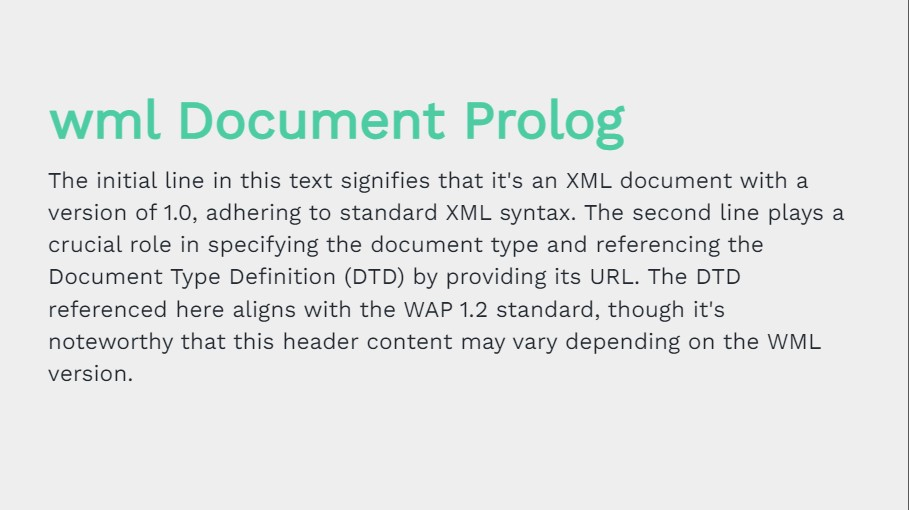 wml Document Prolog
The initial line in this text signifies that it's an XML document with a
version of 1.0, adhering to standard XML syntax. The second line plays a
crucial role in specifying the document type and referencing the
Document Type Definition (DTD) by providing its URL. The DTD
referenced here aligns with the WAP 1.2 standard, though it's
noteworthy that this header content may vary depending on the WML
version.